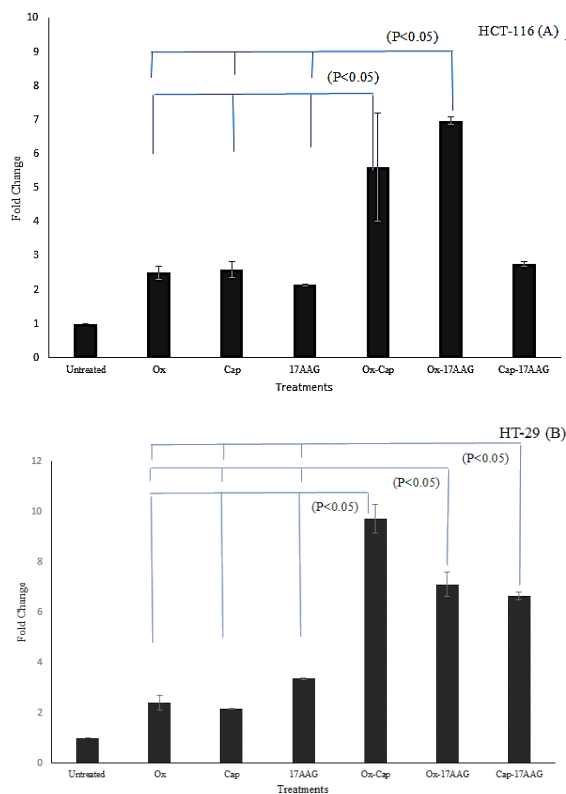 HCT-116 (A)
10
(P<0.05)
9
8
(P<0.05)
7
6
5
4
3
2
1
0
Fold Change
Untreated Ox Cap 17AAG Ox-Cap Ox-17AAG Cap-17AAG
Treatments
HT-29 (B)
12
(P<0.05)
(P<0.05)
(P<0.05)
10
8
6
4
2
0
Fold Change
Untreated Ox Cap 17AAG Ox-Cap Ox-17AAG Cap-17AAG
Treatments